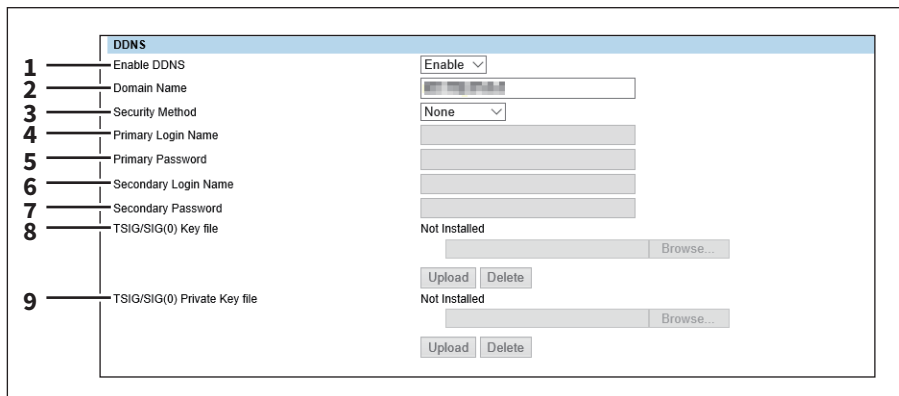 DDNS
1 Enable DDNS Enable
2 Domain Name
3 Security Method None
4 Primary Login Name
5 Primary Password
6 Secondary Login Name
7 Secondary Password
8 TSIG/SIG(0) Key file Not Installed
Browse...
Upload Delete
9 TSIG/SIG(0) Private Key file Not Installed
Browse...
Upload Delete